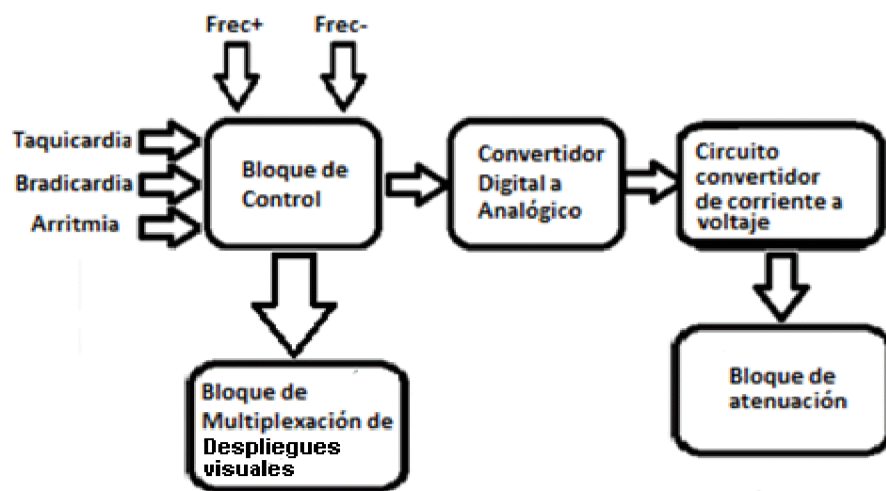 Frec+
Frec-
Taquicardia
Bradicardia
Arritmia
Bloque de
Control
Convertidor
Digital a
Analógico
Circuito
convertidor
de corriente a
voltaje
Bloque de
Multiplexación de
Despliegues
visuales
Bloque de
atenuación